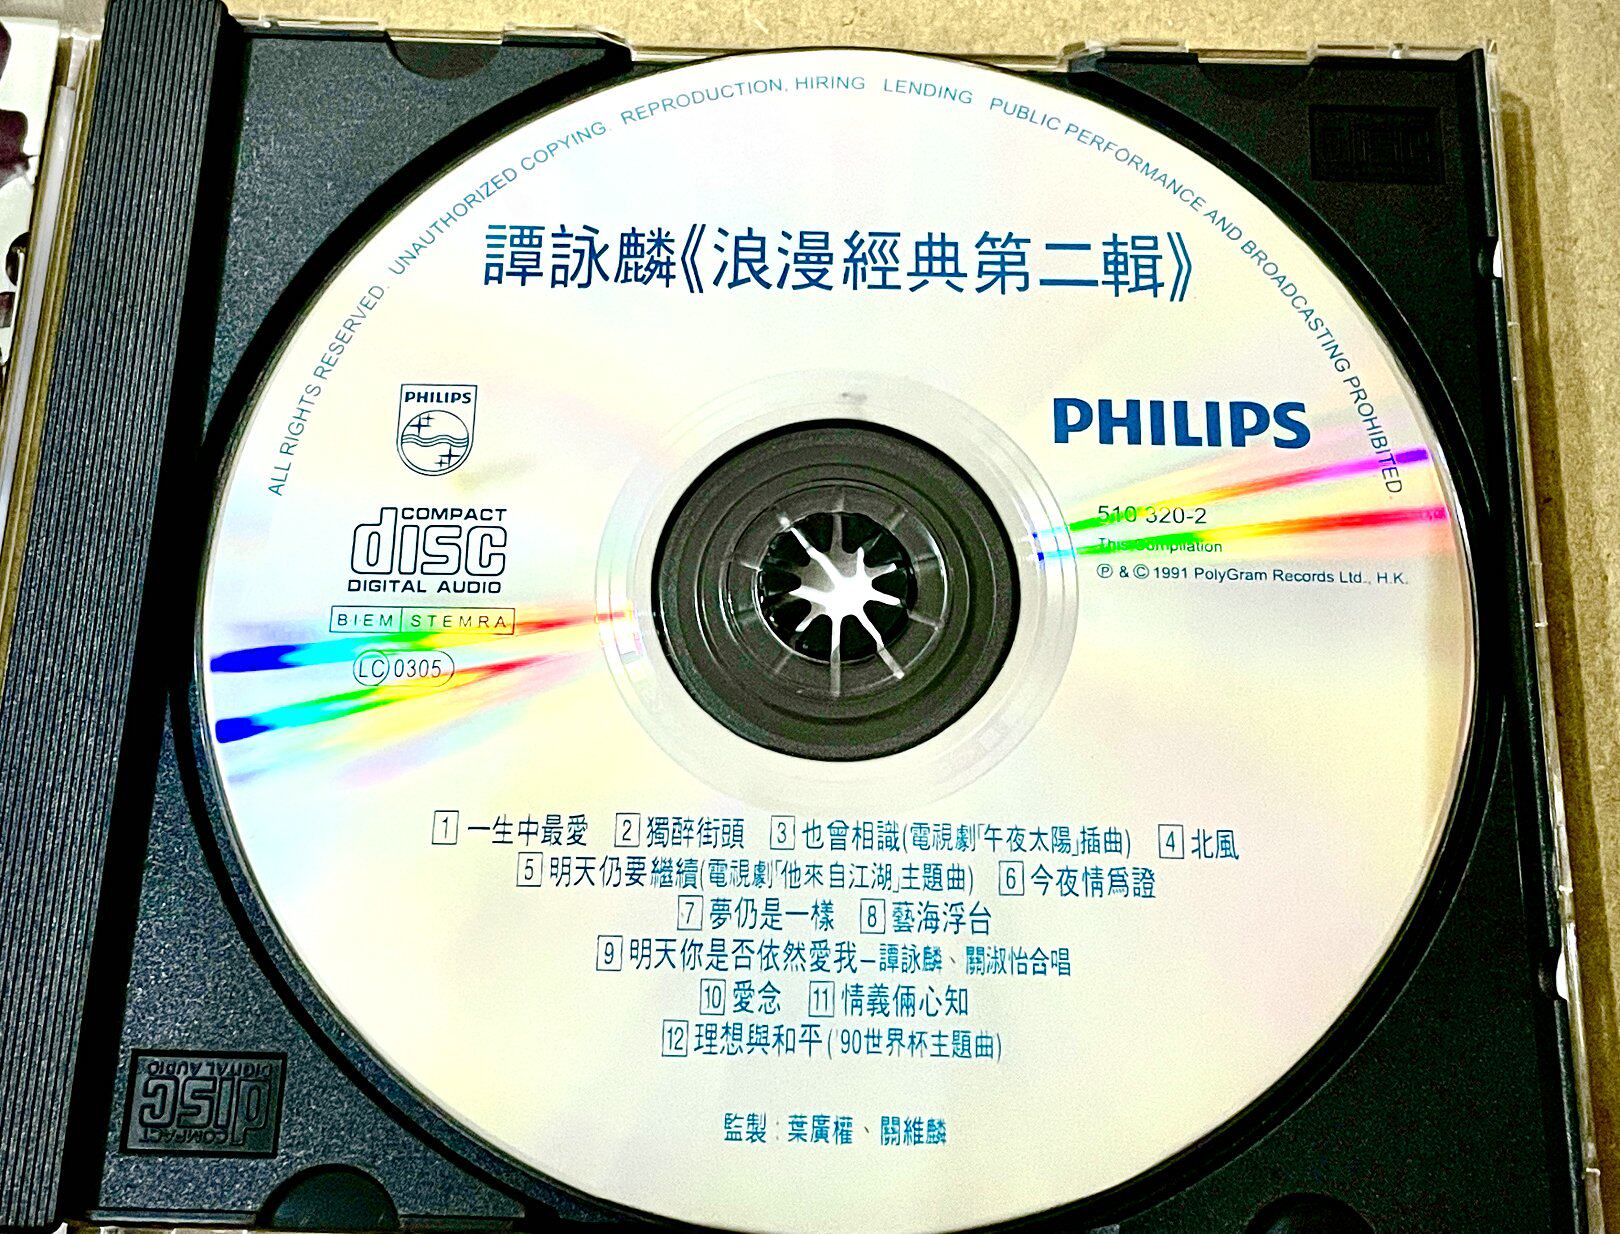 ALL RIGHTS RESERVED. UNAUTHORIZED COPYING. REPRODUCTION, HIRING LENDING PUBLIC PERFORMANCE AND BROADCASTING PROHIBITED.
譚詠麟《浪漫經典第二輯》
PHILIPS
PHILIPS
COMPACT
disc
DIGITAL AUDIO
BIEM STEMRA
LC 0305
510 320-2
This Compilation
Ⓟ & © 1991 PolyGram Records Ltd., H.K.
1 一生中最愛 2 獨醉街頭 3 也曾相識(電視劇「午夜太陽」插曲) 4 北風
5 明天仍要繼續(電視劇「他來自江湖」主題曲) 6 今夜情爲證
7 夢仍是一樣 8 藝海浮台
9 明天你是否依然愛我–譚詠麟、關淑怡合唱
10 愛念 11 情義倆心知
12 理想與和平('90世界杯主題曲)
監製:葉廣權、關維麟
COMPACT
disc
DIGITAL AUDIO